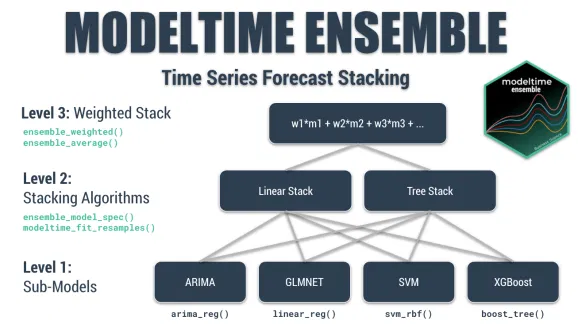 MODELTIME ENSEMBLE
Time Series Forecast Stacking
modeltime
ensemble
Level 3: Weighted Stack
ensemble_weighted()
ensemble_average()
w1*m1 + w2*m2 + w3*m3 + ...
Level 2:
Stacking Algorithms
ensemble_model_spec()
modeltime_fit_resamples()
Linear Stack
Tree Stack
Level 1:
Sub-Models
ARIMA
GLMNET
SVM
XGBoost
arima_reg()
linear_reg()
svm_rbf()
boost_tree()